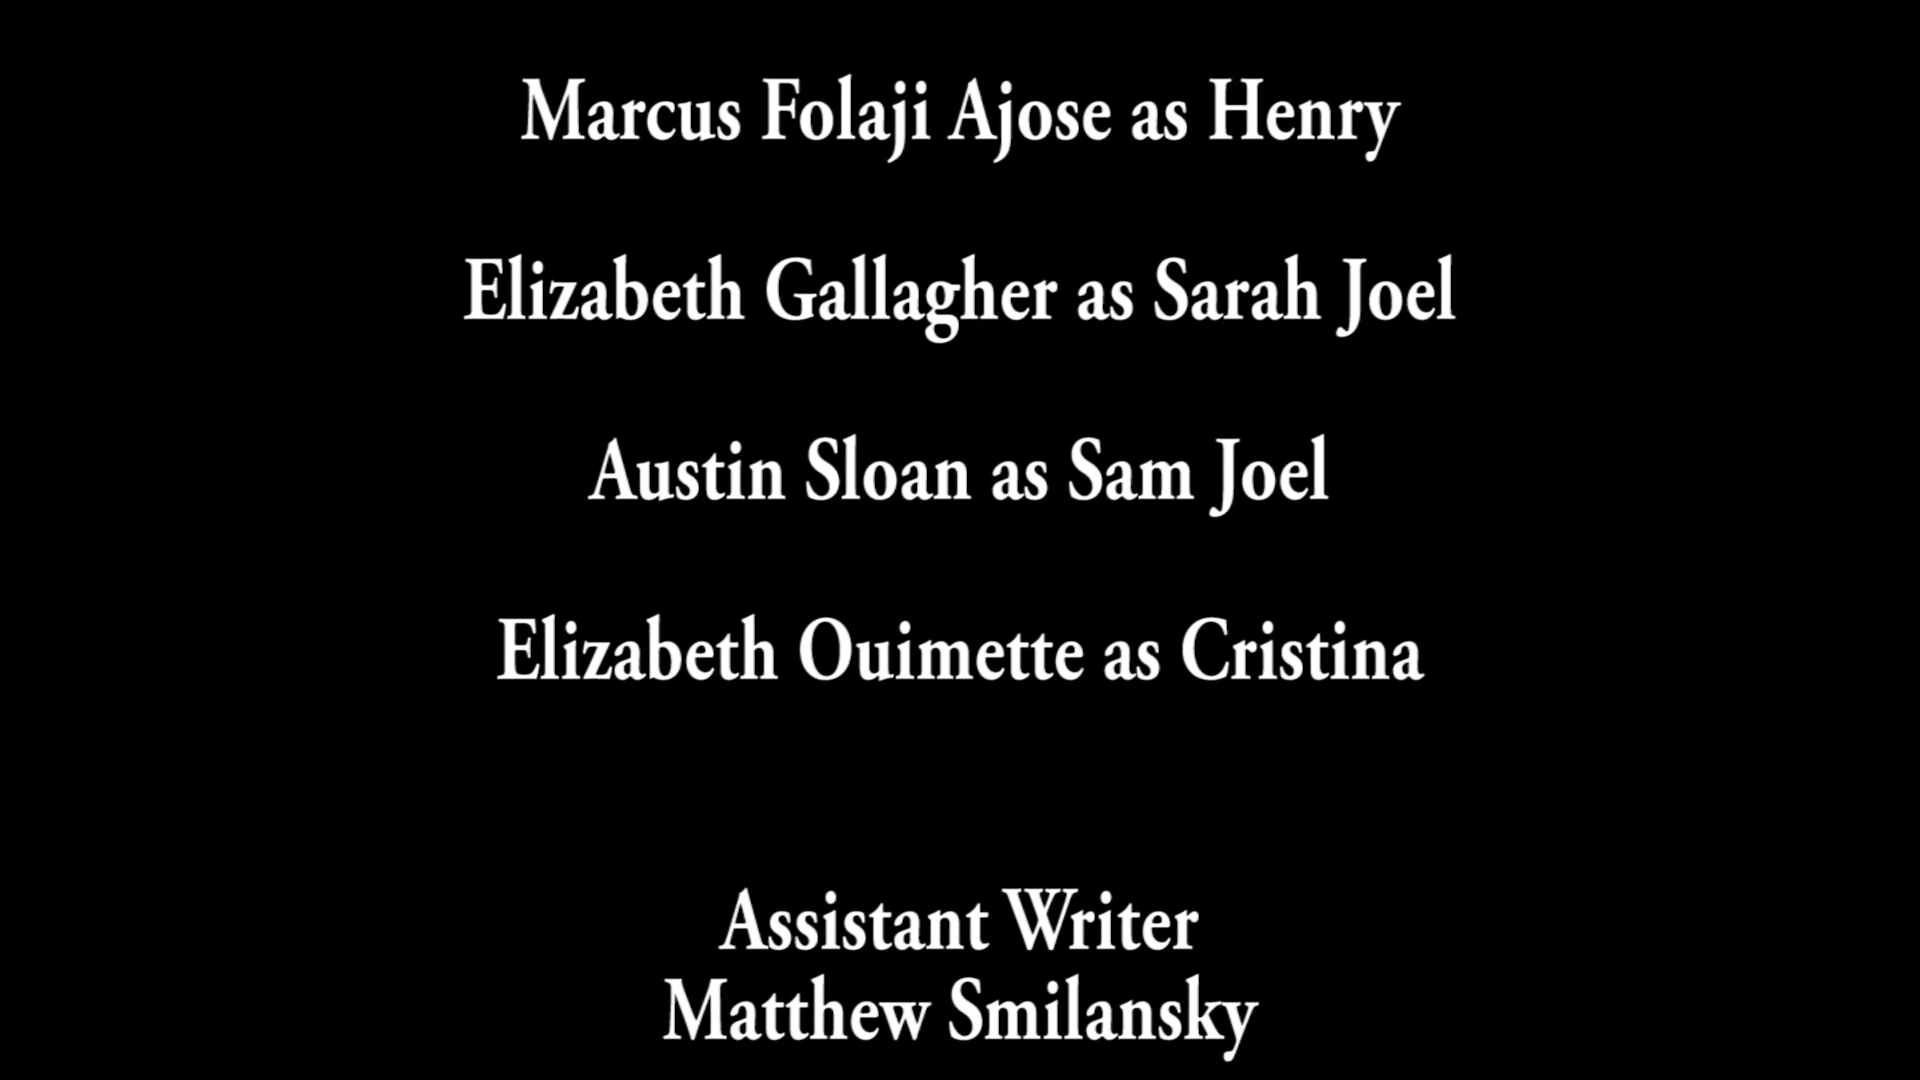 Marcus Folaji Ajose as Henry
Elizabeth Gallagher as Sarah Joel
Austin Sloan as Sam Joel
Elizabeth Ouimette as Cristina
Assistant Writer
Matthew Smilansky